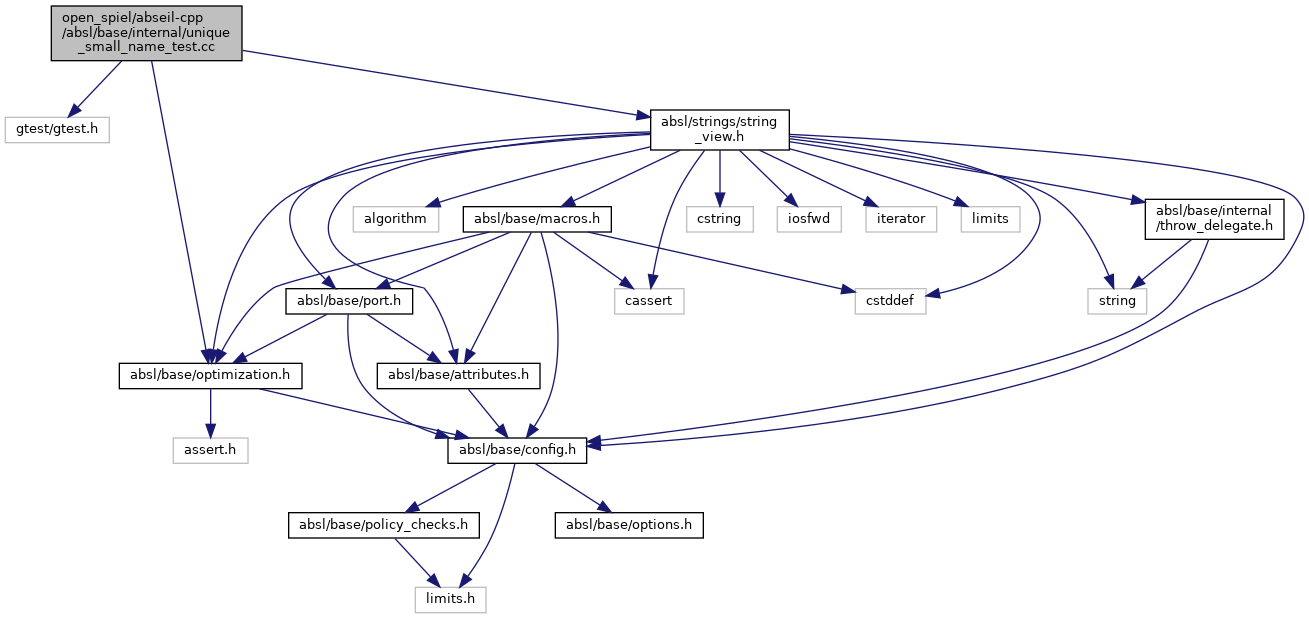 open_spiel/abseil-cpp
/absl/base/internal/unique
_small_name_test.cc
gtest/gtest.h
absl/strings/string
_view.h
algorithm
absl/base/macros.h
cstring
iosfwd
iterator
limits
absl/base/internal
/throw_delegate.h
absl/base/port.h
cassert
cstddef
string
absl/base/optimization.h
absl/base/attributes.h
assert.h
absl/base/config.h
absl/base/policy_checks.h
absl/base/options.h
limits.h